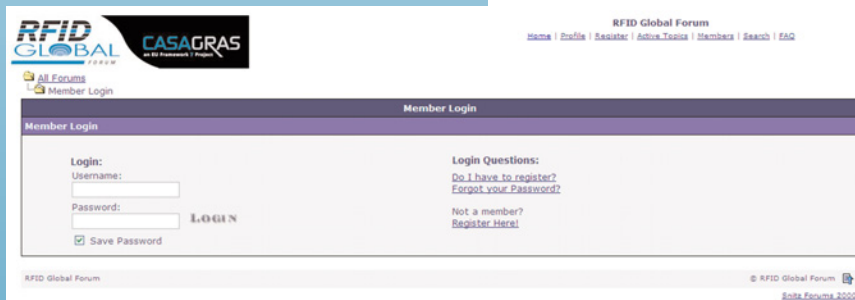 RFID
GLOBAL
FORUM
CASAGRAS
an EU Framework 7 Project
RFID Global Forum
Home | Profile | Register | Active Topics | Members | Search | FAQ
All Forums
Member Login
Member Login
Member Login
Login:
Username:
Password:
LOGIN
Save Password
Login Questions:
Do I have to register?
Forgot your Password?
Not a member?
Register Here!
RFID Global Forum
© RFID Global Forum
Snitz Forums 2000